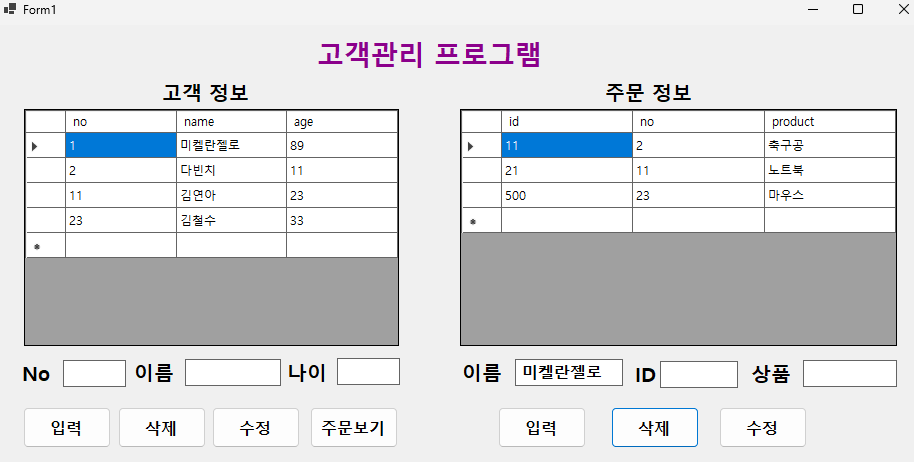 Form1
고객관리 프로그램
고객 정보
no name age
1 미켈란젤로 89
2 다빈치 11
11 김연아 23
23 김철수 33
주문 정보
id no product
11 2 축구공
21 11 노트북
500 23 마우스
No 이름 나이
입력 삭제 수정 주문보기
이름 미켈란젤로 ID 상품
입력 삭제 수정